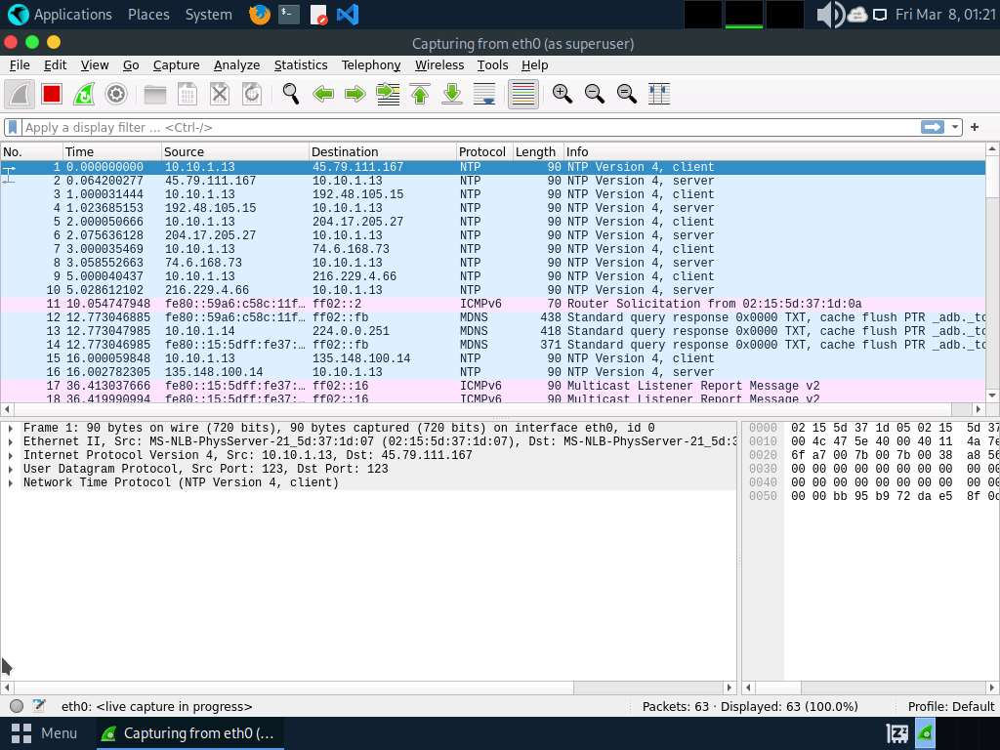 Applications Places System Fri Mar 8, 01:21
Capturing from eth0 (as superuser)
File Edit View Go Capture Analyze Statistics Telephony Wireless Tools Help
Apply a display filter ... <Ctrl-/>
No. Time Source Destination Protocol Length Info
1 0.000000000 10.10.1.13 45.79.111.167 NTP 90 NTP Version 4, client
2 0.064200277 45.79.111.167 10.10.1.13 NTP 90 NTP Version 4, server
3 1.000031444 10.10.1.13 192.48.105.15 NTP 90 NTP Version 4, client
4 1.023685153 192.48.105.15 10.10.1.13 NTP 90 NTP Version 4, server
5 2.000050666 10.10.1.13 204.17.205.27 NTP 90 NTP Version 4, client
6 2.075636128 204.17.205.27 10.10.1.13 NTP 90 NTP Version 4, server
7 3.000035469 10.10.1.13 74.6.168.73 NTP 90 NTP Version 4, client
8 3.058552663 74.6.168.73 10.10.1.13 NTP 90 NTP Version 4, server
9 5.000040437 10.10.1.13 216.229.4.66 NTP 90 NTP Version 4, client
10 5.028612102 216.229.4.66 10.10.1.13 NTP 90 NTP Version 4, server
11 10.054747948 fe80::59a6:c58c:11f… ff02::2 ICMPv6 70 Router Solicitation from 02:15:5d:37:1d:0a
12 12.773046885 fe80::59a6:c58c:11f… ff02::fb MDNS 438 Standard query response 0x0000 TXT, cache flush PTR _adb._tc
13 12.773047985 10.10.1.14 224.0.0.251 MDNS 418 Standard query response 0x0000 TXT, cache flush PTR _adb._tc
14 12.773046985 fe80::15:5dff:fe37:… ff02::fb MDNS 371 Standard query response 0x0000 TXT, cache flush PTR _adb._tc
15 16.000059848 10.10.1.13 135.148.100.14 NTP 90 NTP Version 4, client
16 16.002782305 135.148.100.14 10.10.1.13 NTP 90 NTP Version 4, server
17 36.413037666 fe80::15:5dff:fe37:… ff02::16 ICMPv6 90 Multicast Listener Report Message v2
18 36.419990994 fe80::15:5dff:fe37:… ff02::16 ICMPv6 90 Multicast Listener Report Message v2
Frame 1: 90 bytes on wire (720 bits), 90 bytes captured (720 bits) on interface eth0, id 0
Ethernet II, Src: MS-NLB-PhysServer-21_5d:37:1d:07 (02:15:5d:37:1d:07), Dst: MS-NLB-PhysServer-21_5d:3
Internet Protocol Version 4, Src: 10.10.1.13, Dst: 45.79.111.167
User Datagram Protocol, Src Port: 123, Dst Port: 123
Network Time Protocol (NTP Version 4, client)
0000 02 15 5d 37 1d 05 02 15 5d 37
0010 00 4c 47 5e 40 00 40 11 4a 7e
0020 6f a7 00 7b 00 7b 00 38 a8 56
0030 00 00 00 00 00 00 00 00 00 00
0040 00 00 00 00 00 00 00 00 00 00
0050 00 00 bb 95 b9 72 da e5 8f 0c
eth0: <live capture in progress> Packets: 63 · Displayed: 63 (100.0%) Profile: Default
Menu Capturing from eth0 (…